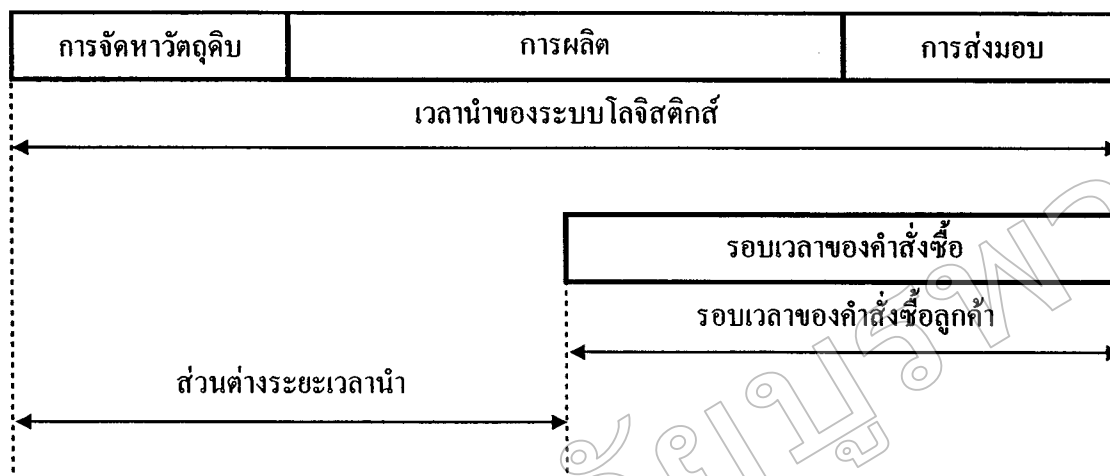 การจัดหาวัตถุดิบ การผลิต การส่งมอบ
เวลานำของระบบโลจิสติกส์
รอบเวลาของคำสั่งซื้อ
รอบเวลาของคำสั่งซื้อลูกค้า
ส่วนต่างระยะเวลานำ